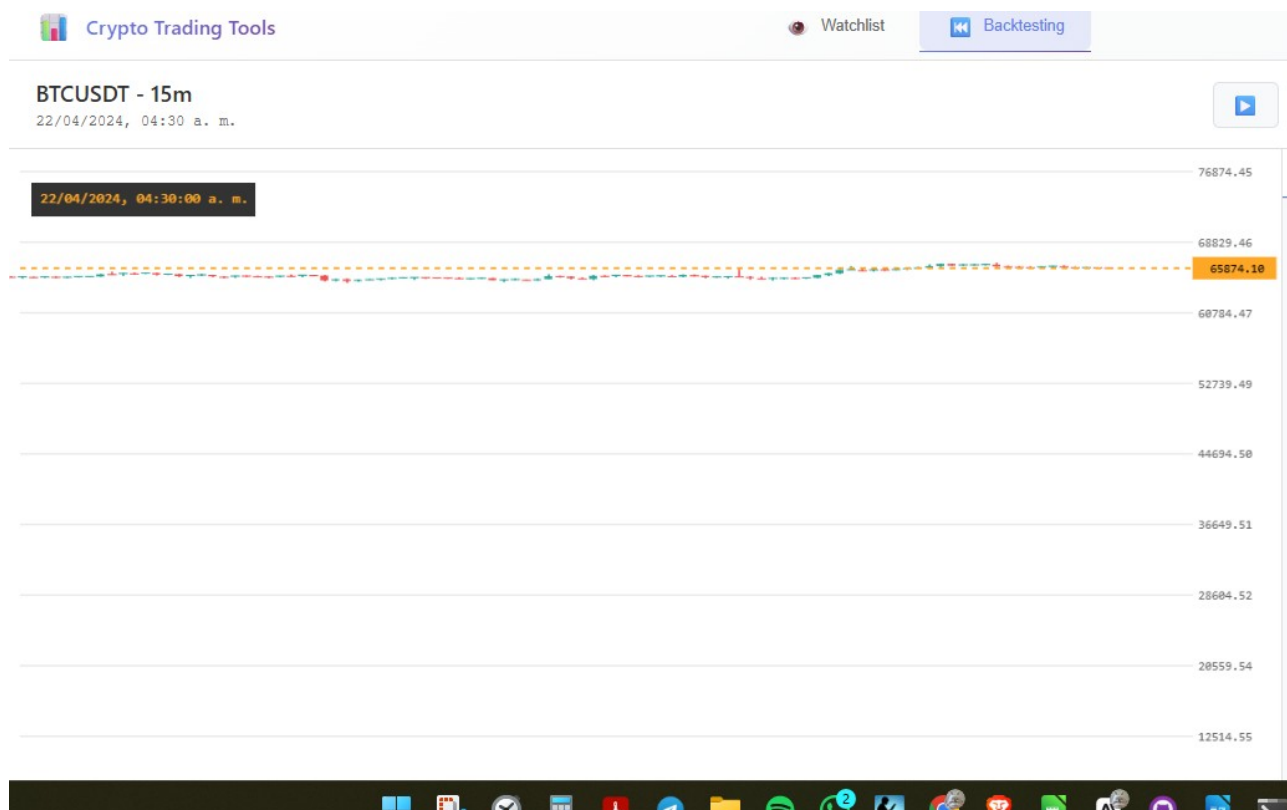 Crypto Trading Tools
Watchlist
Backtesting
BTCUSDT - 15m
22/04/2024, 04:30 a. m.
22/04/2024, 04:30:00 a. m.
76874.45
68829.46
65874.10
60784.47
52739.49
44694.50
36649.51
28604.52
20559.54
12514.55
2